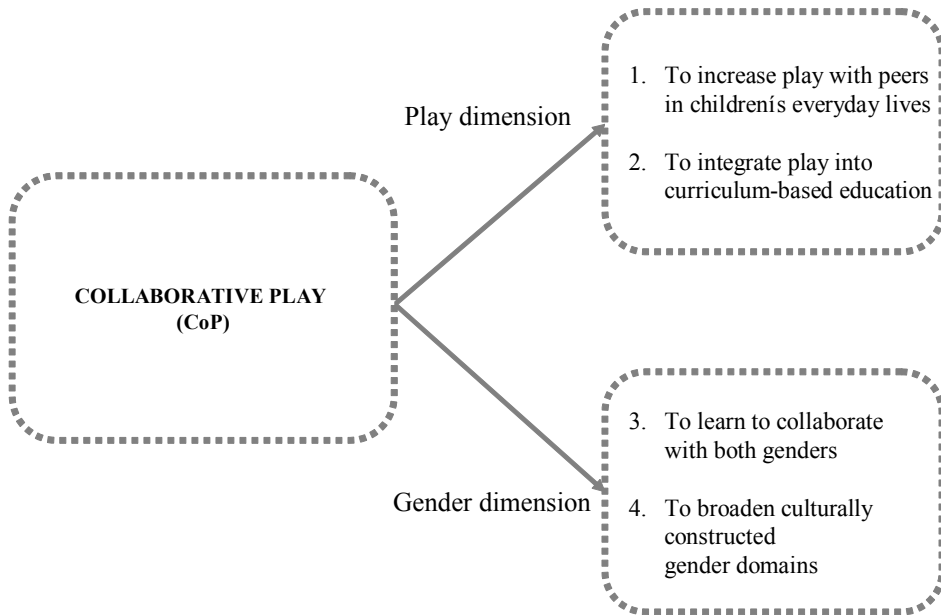 Play dimension
1. To increase play with peers
in childrenís everyday lives
2. To integrate play into
curriculum-based education
COLLABORATIVE PLAY
(CoP)
Gender dimension
3. To learn to collaborate
with both genders
4. To broaden culturally
constructed
gender domains